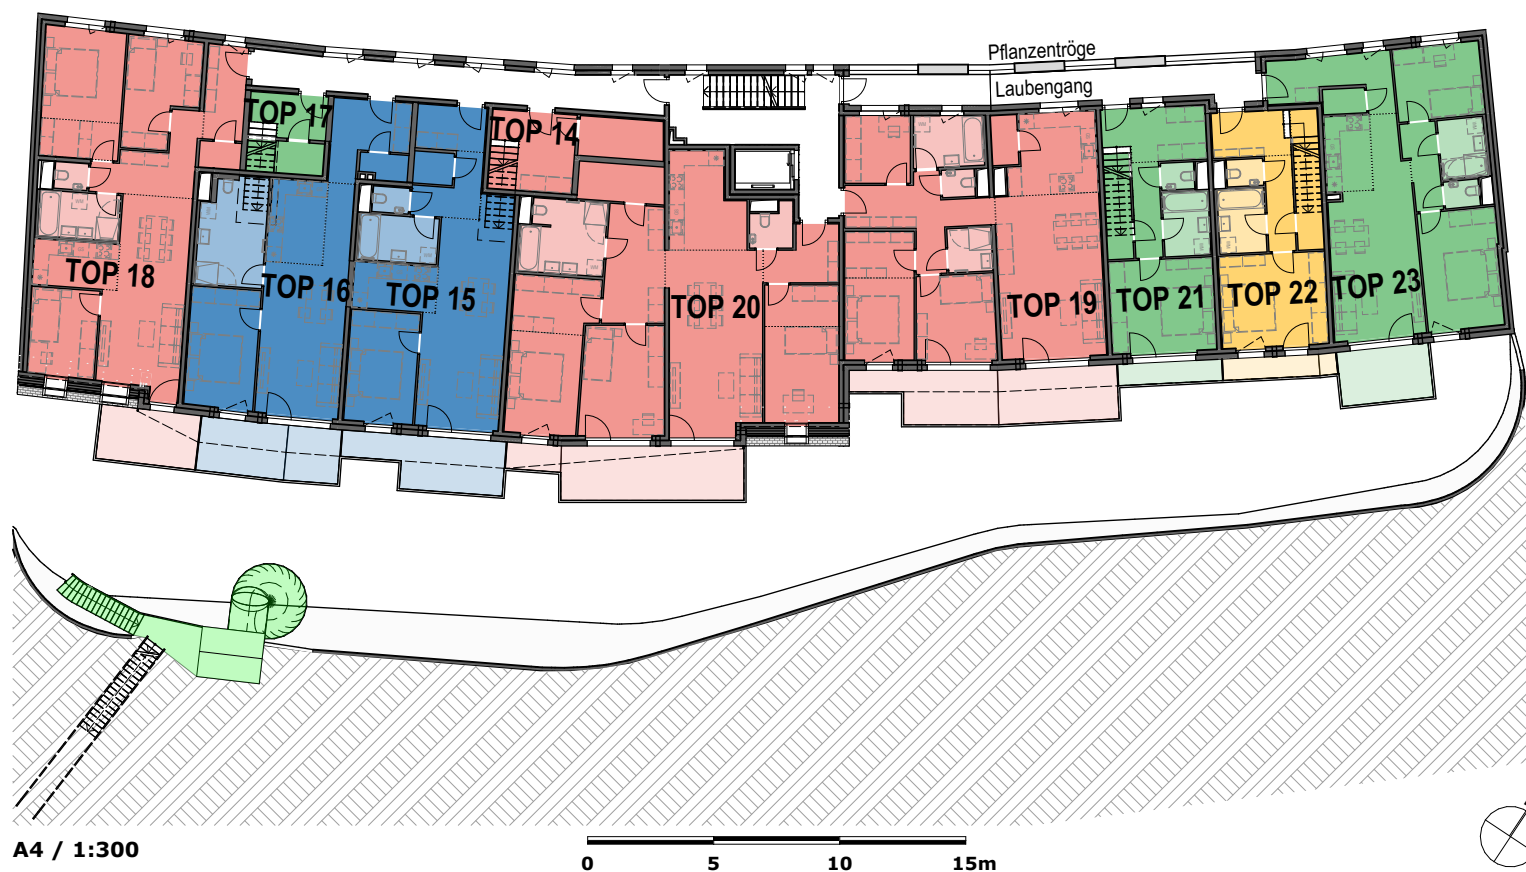 Pflanzentröge
Laubengang
TOP 17
TOP 14
TOP 18
TOP 16
TOP 15
TOP 20
TOP 19
TOP 21
TOP 22
TOP 23
A4 / 1:300
0 5 10 15m